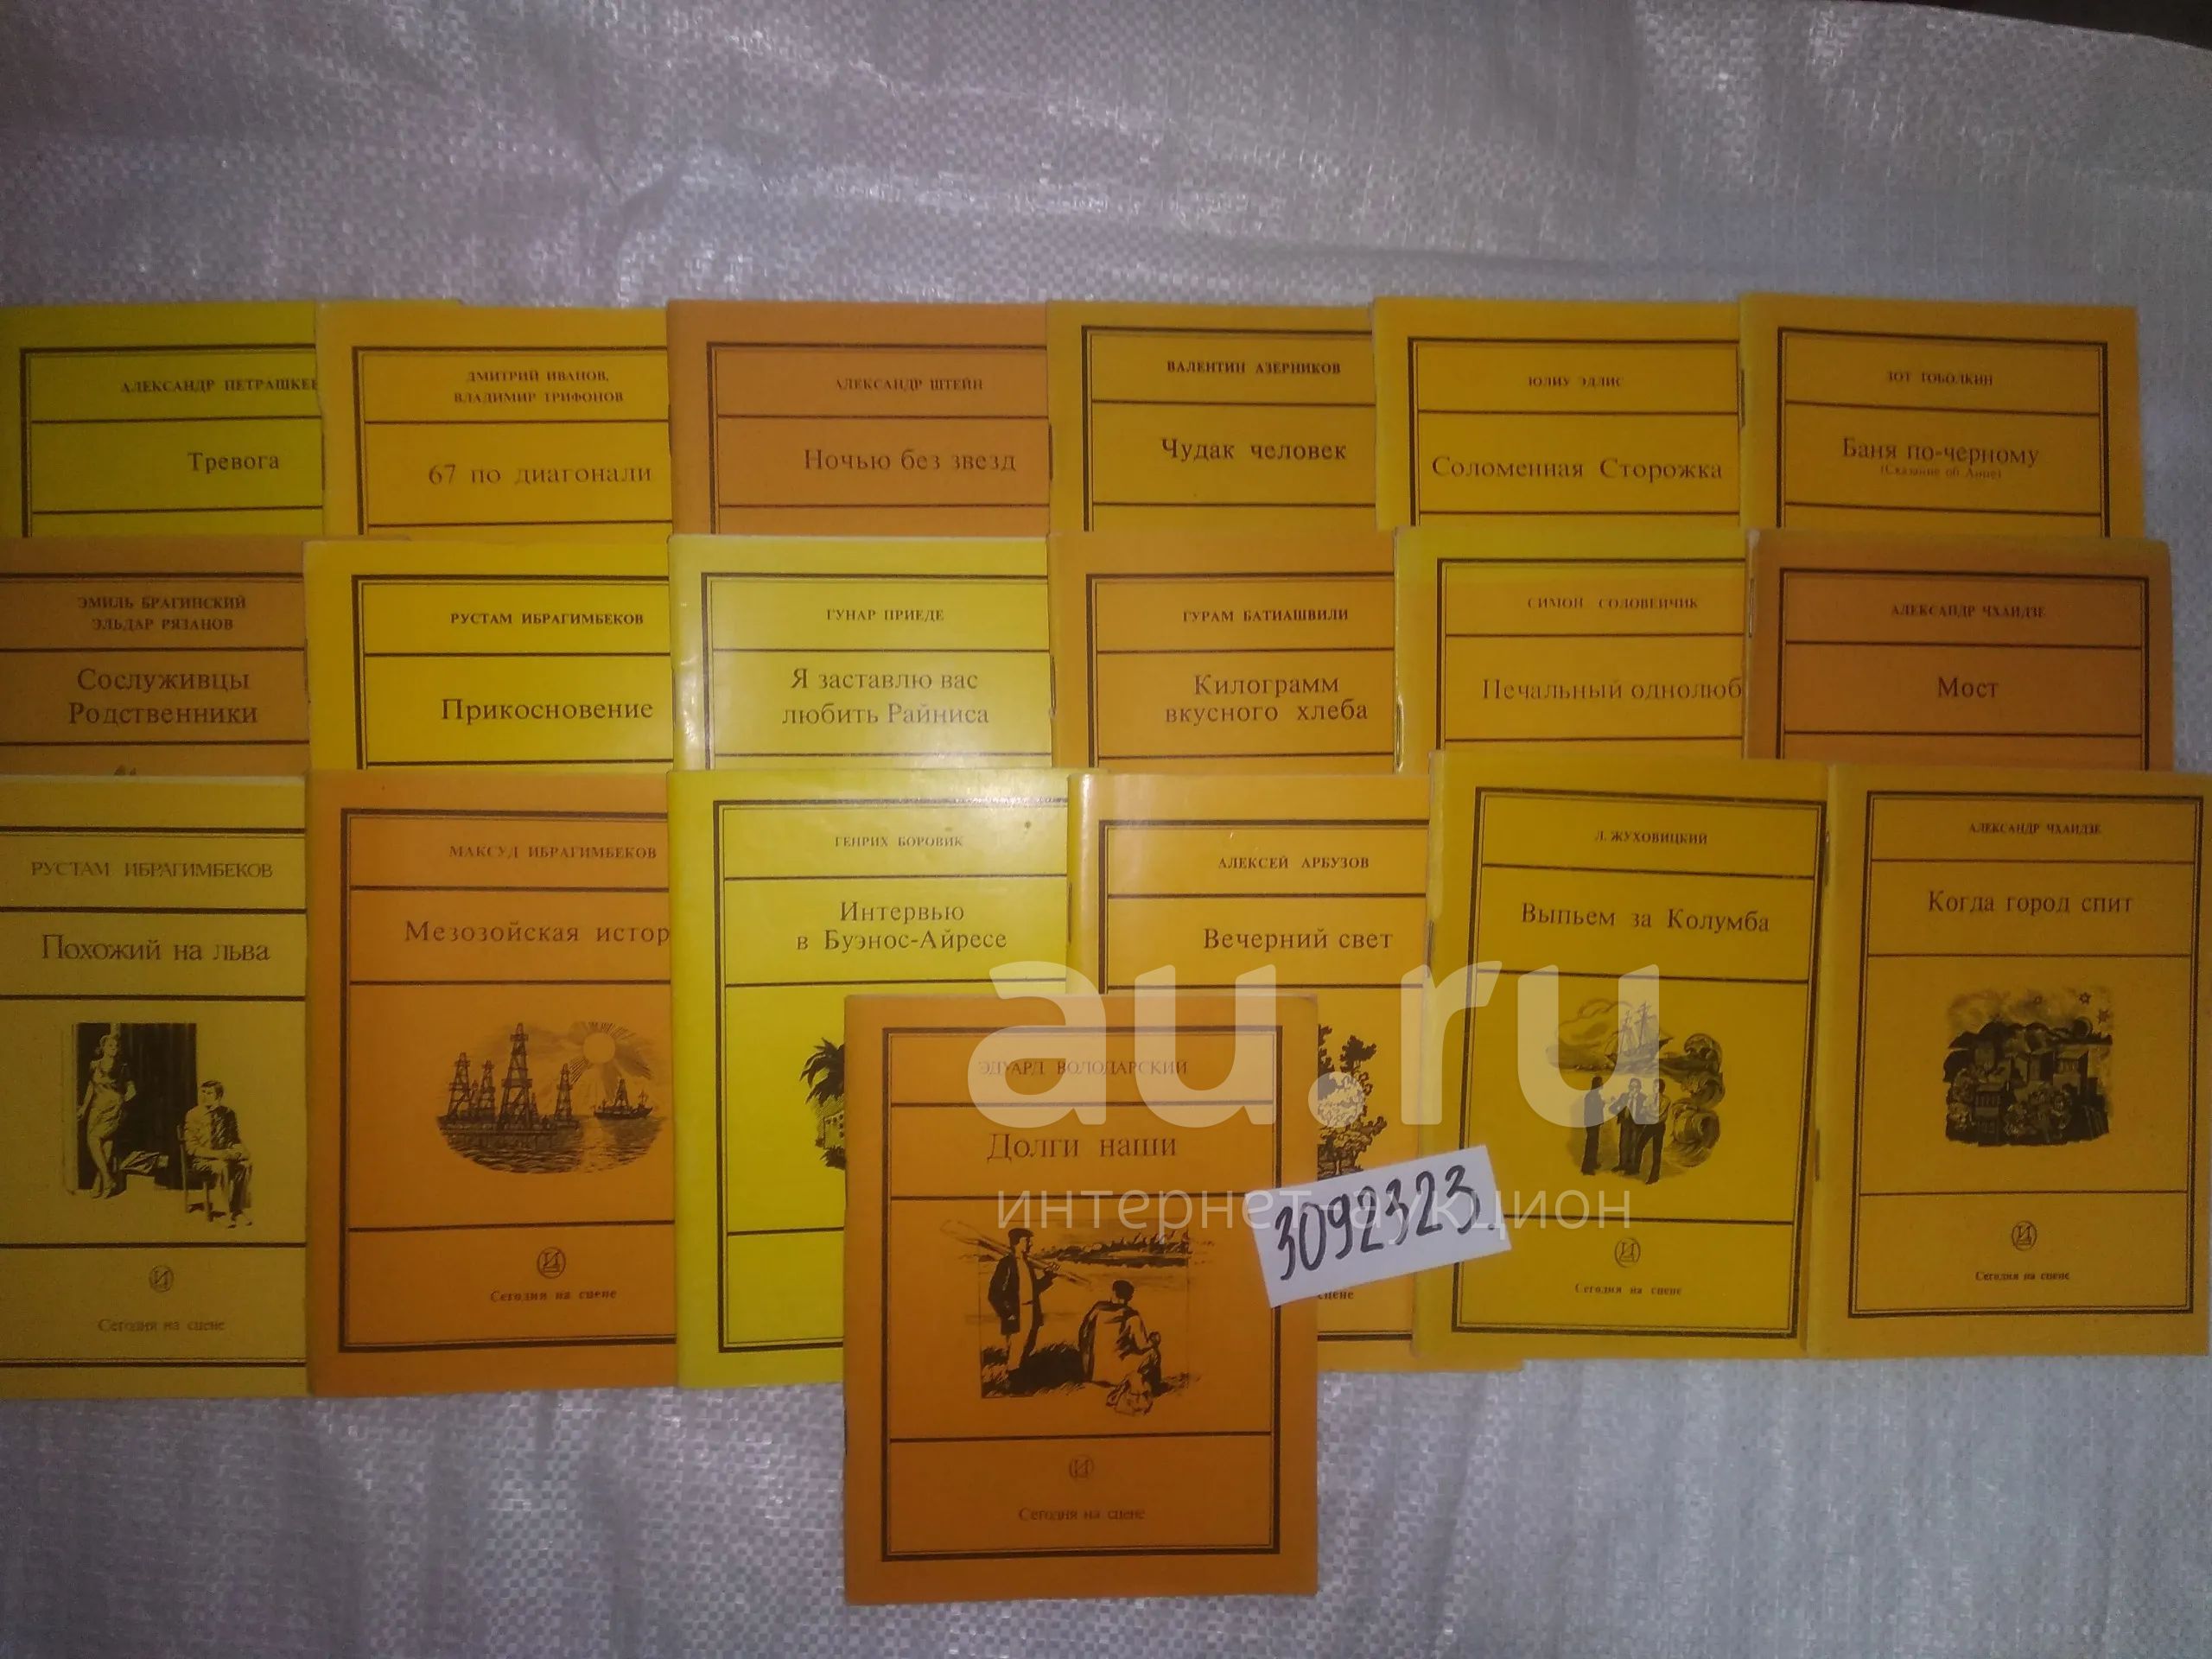 АЛЕКСАНДР ПЕТРАШКЕ
Тревога
ДМИТРИЙ ИВАНОВ,
ВЛАДИМИР ТРИФОНОВ
67 по диагонали
АЛЕКСАНДР ШТЕЙН
Ночью без звезд
ВАЛЕНТИН АЗЕРНИКОВ
Чудак человек
ЮЛИУ ЭДЛИС
Соломенная Сторожка
ЗОТ ТОБОЛКИН
Баня по-черному
(Сказание об Анне)
ЭМИЛЬ БРАГИНСКИЙ
ЭЛЬДАР РЯЗАНОВ
Сослуживцы
Родственники
РУСТАМ ИБРАГИМБЕКОВ
Прикосновение
ГУНАР ПРИЕДЕ
Я заставлю вас
любить Райниса
ГУРАМ БАТИАШВИЛИ
Килограмм
вкусного хлеба
СИМОН СОЛОВЕЙЧИК
Печальный однолюб
АЛЕКСАНДР ЧХАИДЗЕ
Мост
РУСТАМ ИБРАГИМБЕКОВ
Похожий на льва
Сегодня на сцене
МАКСУД ИБРАГИМБЕКОВ
Мезозойская истор
Сегодня на сцене
ГЕНРИХ БОРОВИК
Интервью
в Буэнос-Айресе
АЛЕКСЕЙ АРБУЗОВ
Вечерний свет
сцене
Л. ЖУХОВИЦКИЙ
Выпьем за Колумба
Сегодня на сцене
АЛЕКСАНДР ЧХАИДЗЕ
Когда город спит
Сегодня на сцене
ЭДУАРД ВОЛОДАРСКИЙ
Долги наши
Сегодня на сцене
3092323.
au.ru
интернет-аукцион